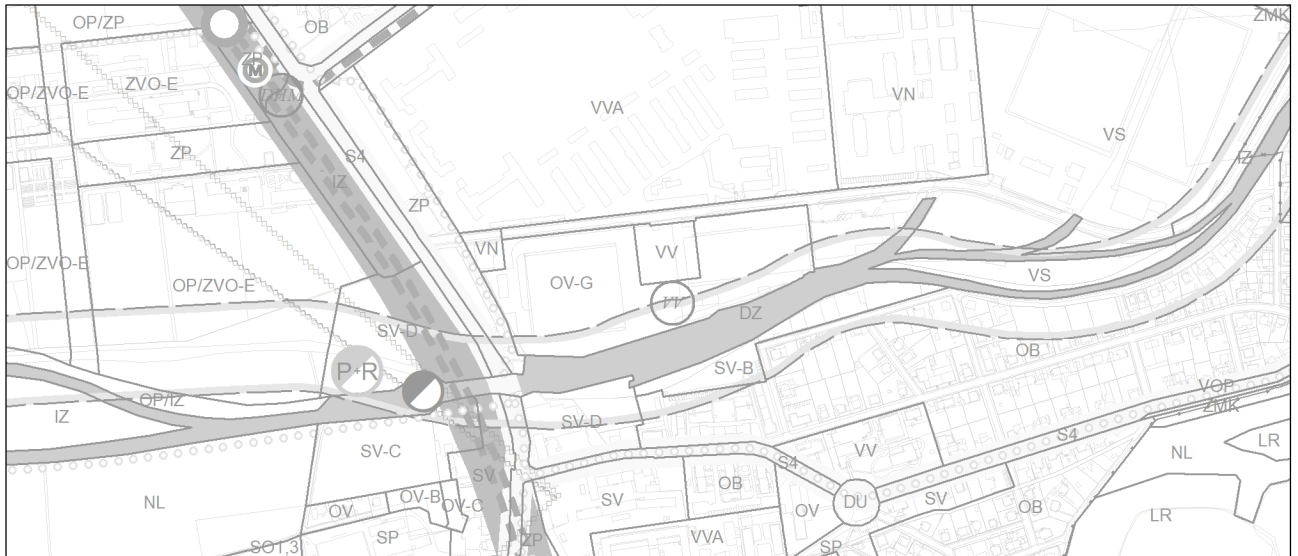 OP/ZP
OB
ZMK
ZP
M
OP/ZVO-E
ZVO-E
DHM
VVA
VN
VS
ZP
S4
IZ
IZ
ZP
VN
VV
OP/ZVO-E
OP/ZVO-E
OV-G
VS
VV
DZ
SV-D
OB
P+R
SV-B
VOP
OP/IZ
ZMK
IZ
SV-D
S4
LR
SV-C
VV
NL
S4
SV
OB
NL
OV-B
SV
SV
DU
OV
OV-C
OV
OB
LR
SP
VVA
ZP
SP
SO1,3